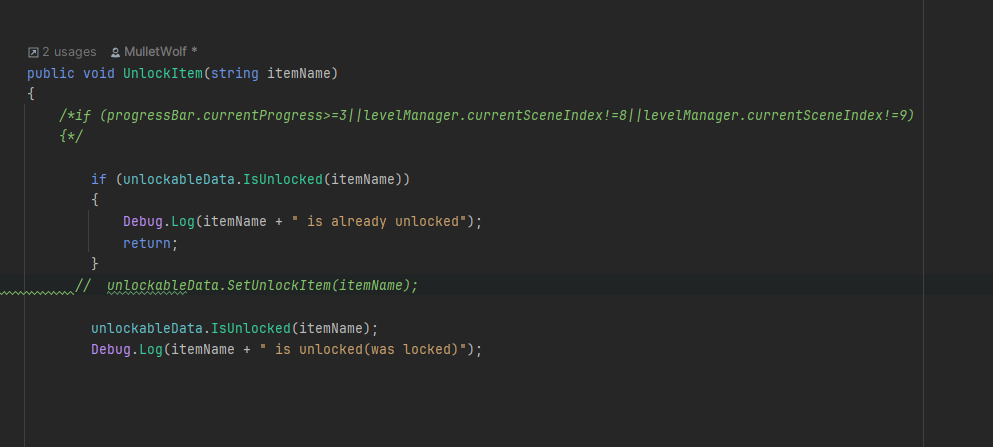 2 usages MulletWolf *
public void UnlockItem(string itemName)
{
/*if (progressBar.currentProgress>=3||levelManager.currentSceneIndex!=8||levelManager.currentSceneIndex!=9)
{*/
if (unlockableData.IsUnlocked(itemName))
{
Debug.Log(itemName + " is already unlocked");
return;
}
// unlockableData.SetUnlockItem(itemName);
unlockableData.IsUnlocked(itemName);
Debug.Log(itemName + " is unlocked(was locked)");